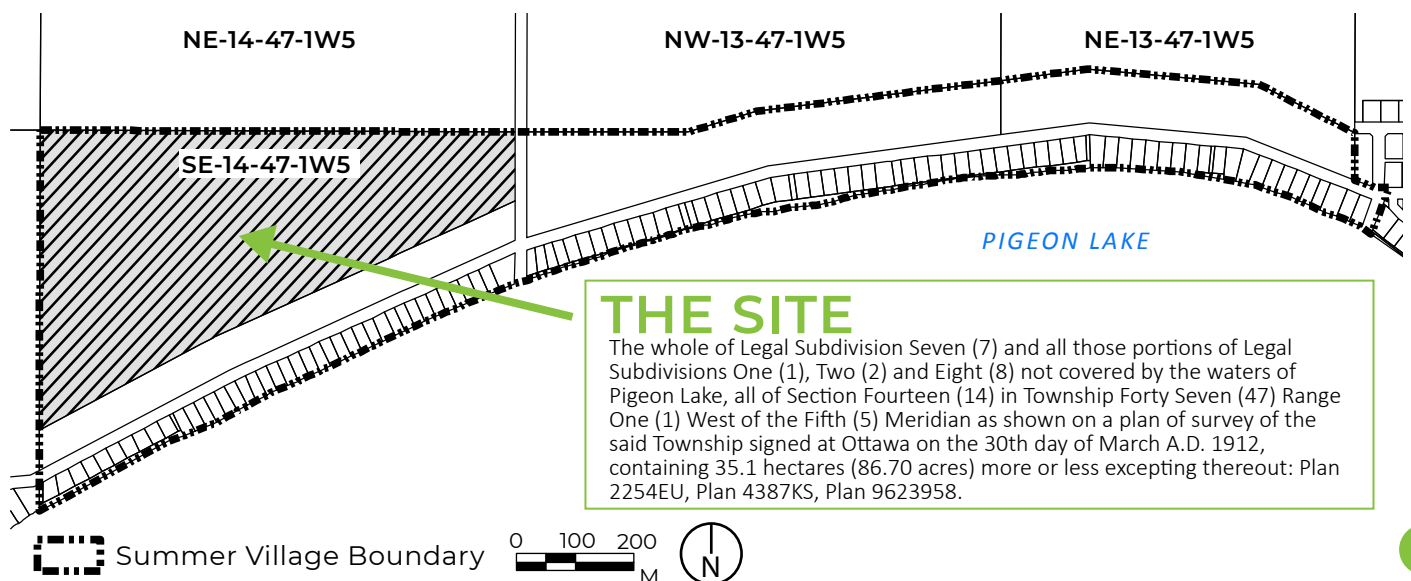 NE-14-47-1W5
NW-13-47-1W5
NE-13-47-1W5
SE-14-47-1W5
PIGEON LAKE
THE SITE
The whole of Legal Subdivision Seven (7) and all those portions of Legal
Subdivisions One (1), Two (2) and Eight (8) not covered by the waters of
Pigeon Lake, all of Section Fourteen (14) in Township Forty Seven (47) Range
One (1) West of the Fifth (5) Meridian as shown on a plan of survey of the
said Township signed at Ottawa on the 30th day of March A.D. 1912,
containing 35.1 hectares (86.70 acres) more or less excepting thereout: Plan
2254EU, Plan 4387KS, Plan 9623958.
Summer Village Boundary
0 100 200
M
N